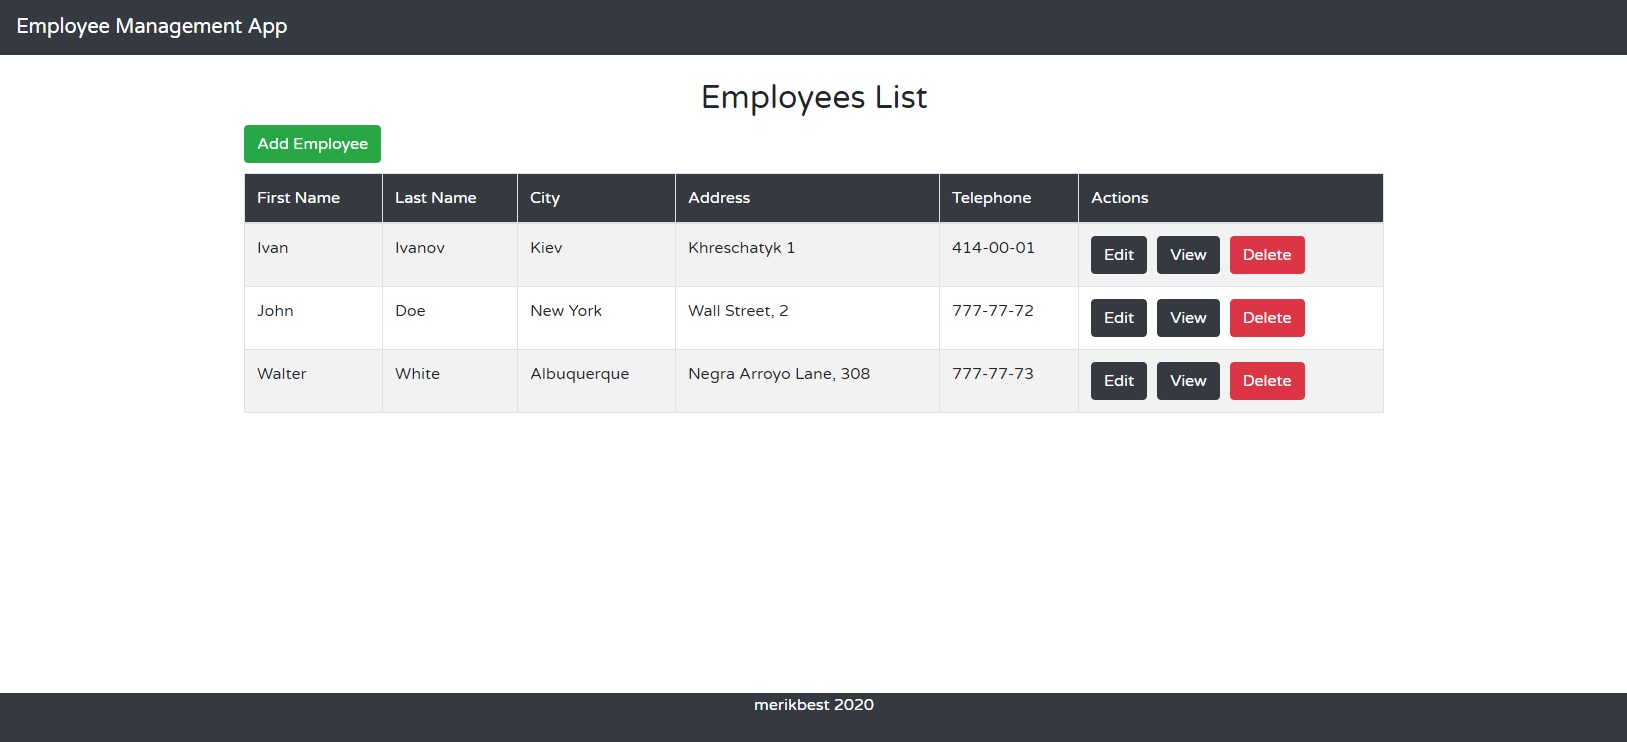 Employee Management App
Employees List
Add Employee
First Name Last Name City Address Telephone Actions
Ivan Ivanov Kiev Khreschatyk 1 414-00-01 Edit View Delete
John Doe New York Wall Street, 2 777-77-72 Edit View Delete
Walter White Albuquerque Negra Arroyo Lane, 308 777-77-73 Edit View Delete
merikbest 2020